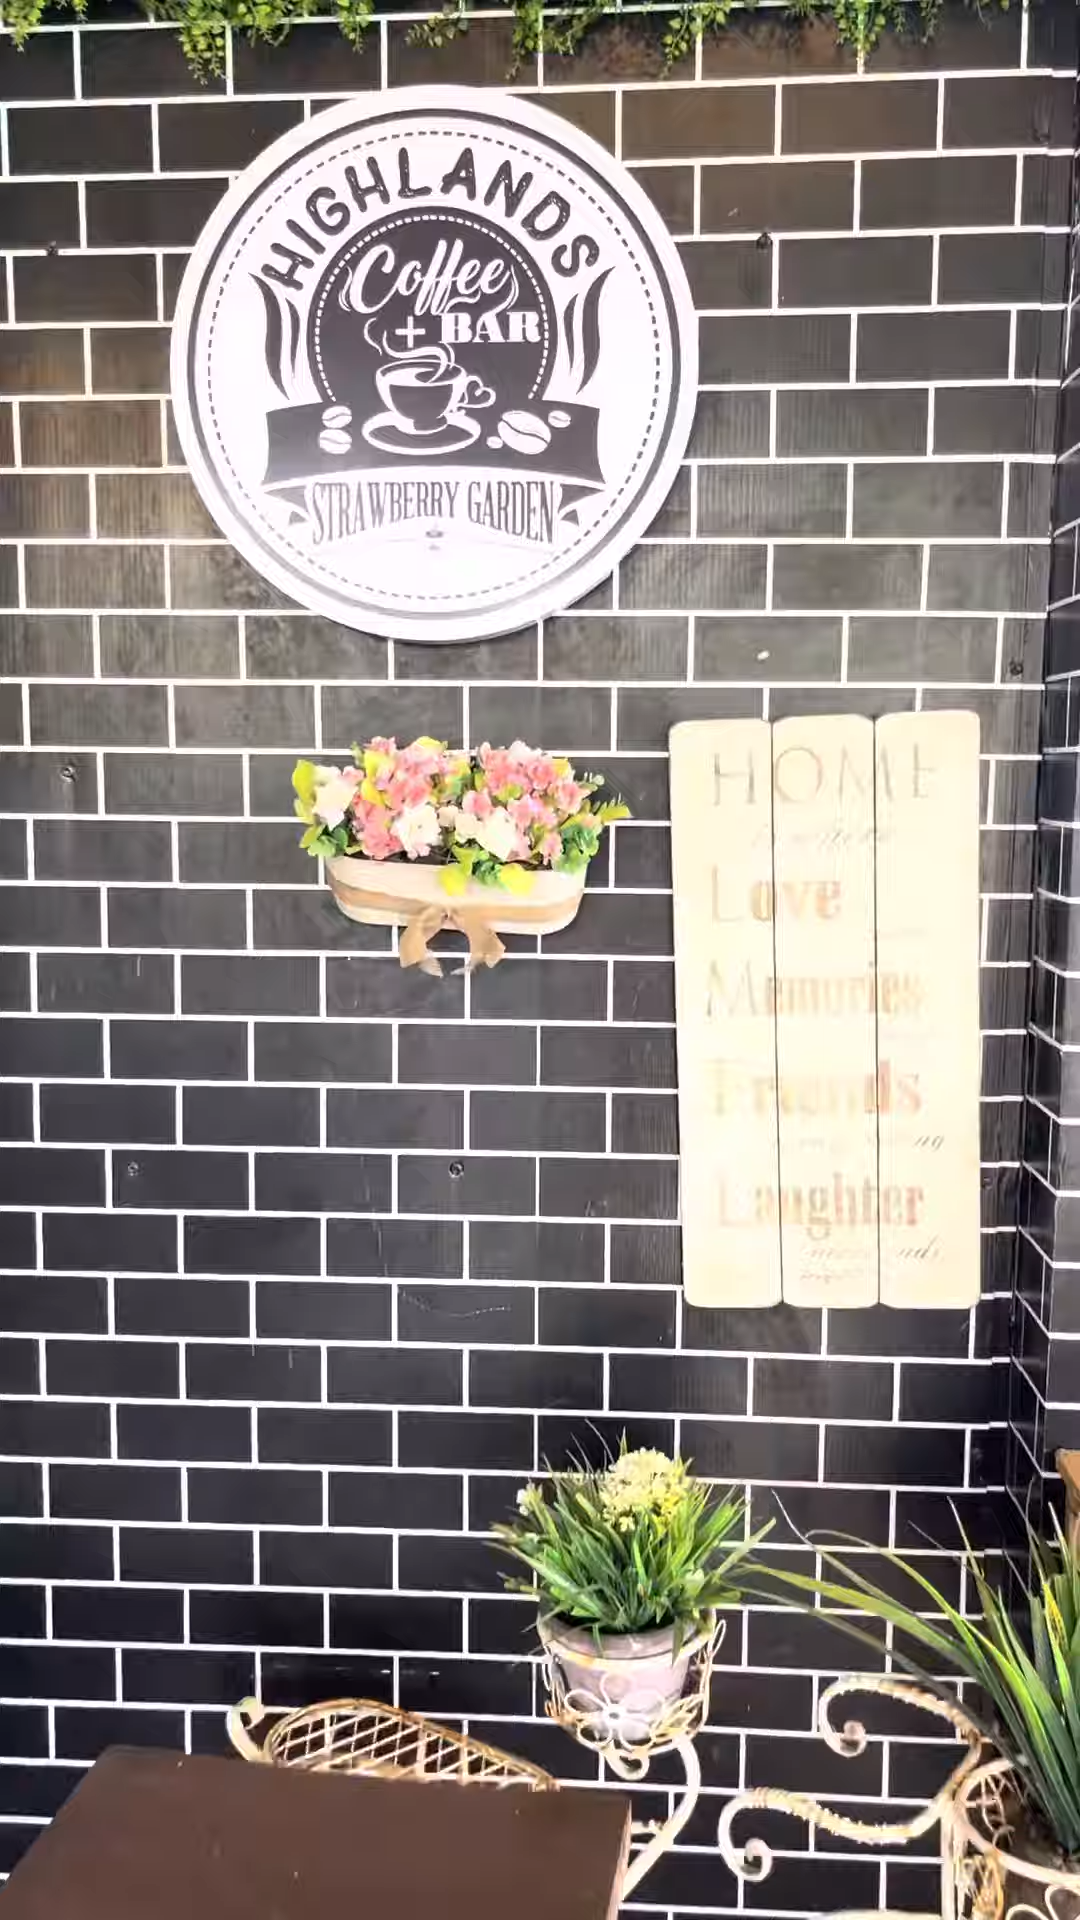 HIGHLANDS
Coffee
+ BAR
STRAWBERRY GARDEN
HOME
Love
Memories
Friends
Laughter